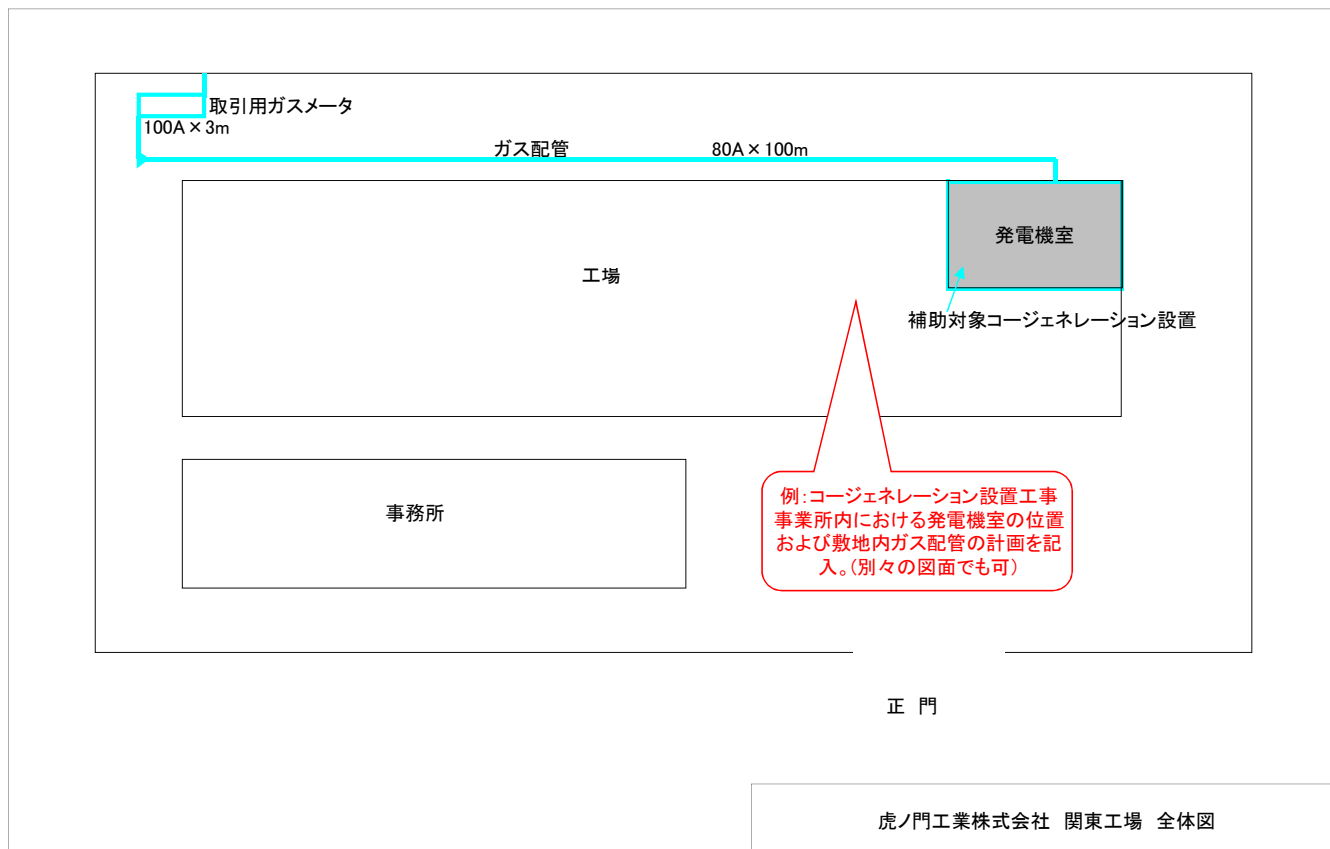 取引用ガスメータ
100A×3m
ガス配管
80A×100m
発電機室
工場
補助対象コージェネレーション設置
例:コージェネレーション設置工事
事業所内における発電機室の位置
および敷地内ガス配管の計画を記
入。(別々の図面でも可)
事務所
正 門
虎ノ門工業株式会社 関東工場 全体図